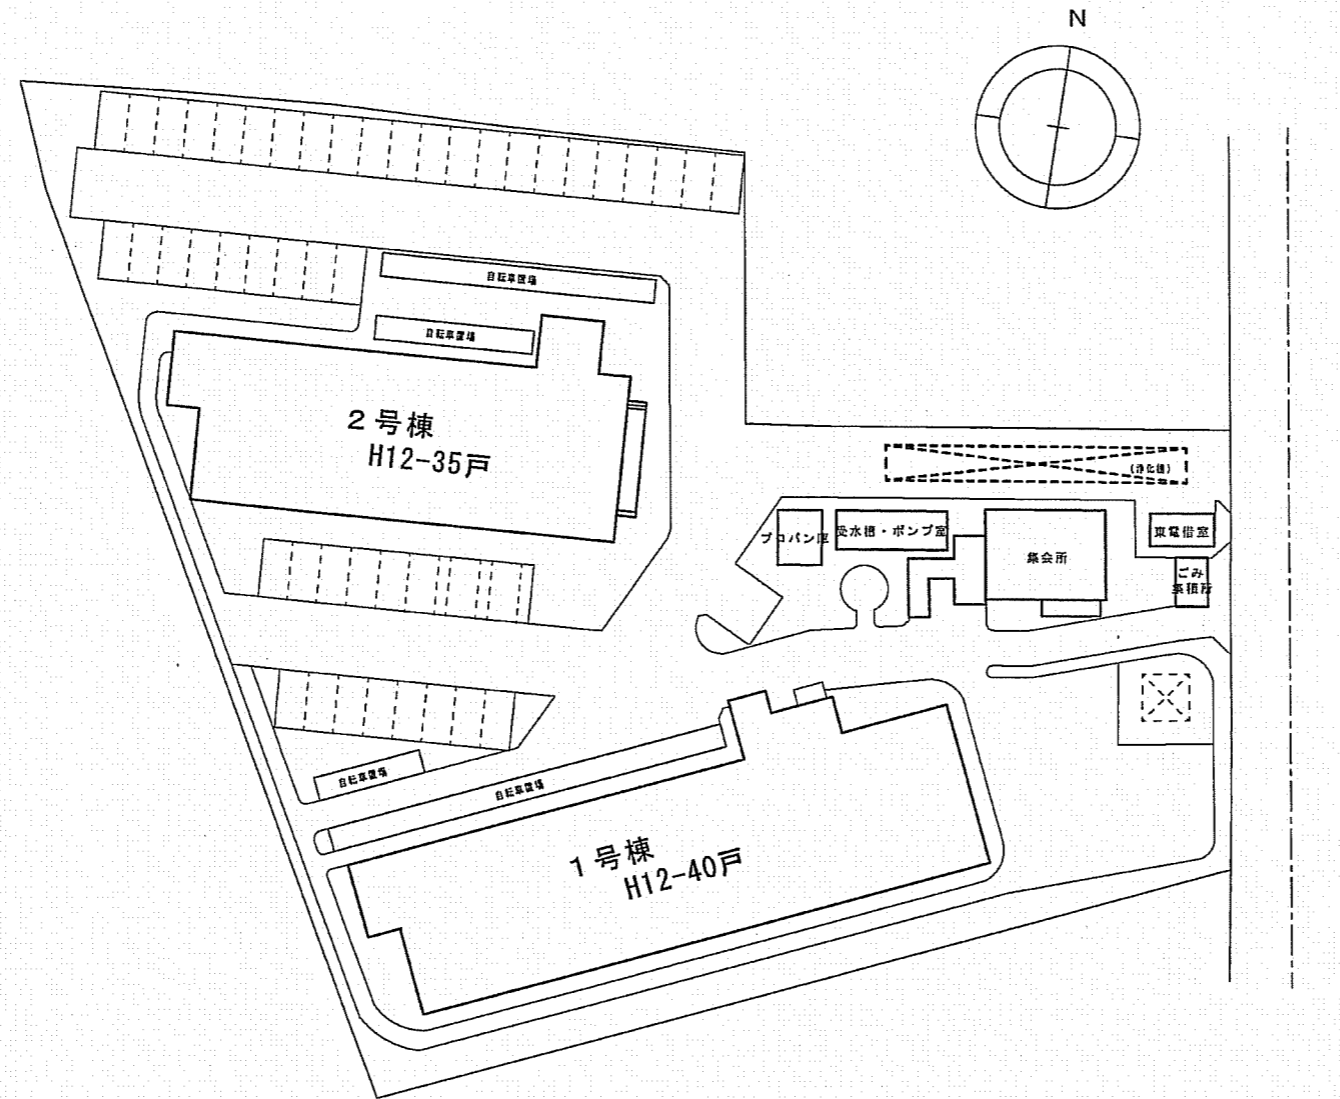 N
自転車置場
自転車置場
2号棟
H12-35戸
(浄化槽)
プロパン庫
受水槽・ポンプ室
集会所
東電借室
ごみ
集積所
自転車置場
自転車置場
1号棟
H12-40戸